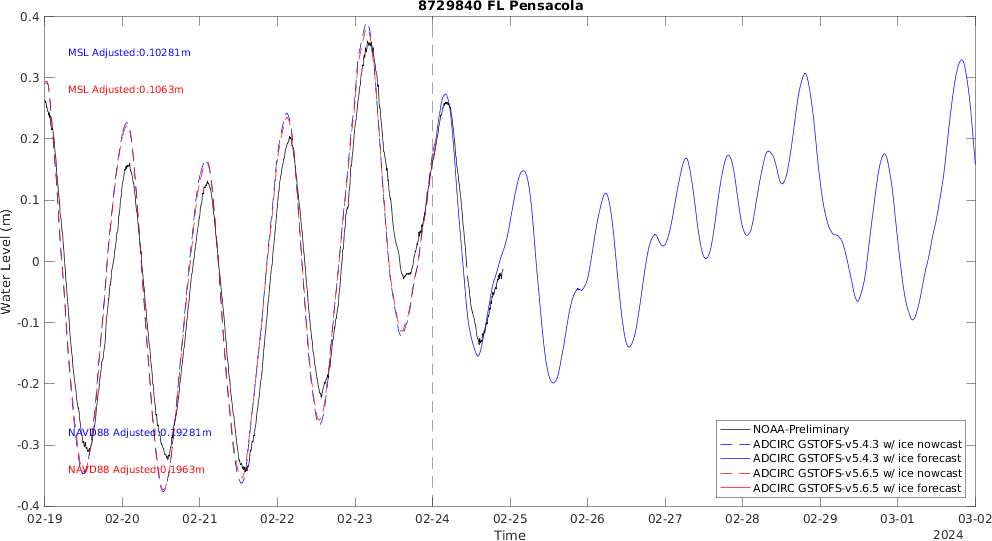 8729840 FL Pensacola
Water Level (m)
0.4
0.3
0.2
0.1
0
-0.1
-0.2
-0.3
-0.4
MSL Adjusted:0.10281m
MSL Adjusted:0.1063m
NAVD88 Adjusted:0.19281m
NAVD88 Adjusted:0.1963m
NOAA-Preliminary
ADCIRC GSTOFS-v5.4.3 w/ ice nowcast
ADCIRC GSTOFS-v5.4.3 w/ ice forecast
ADCIRC GSTOFS-v5.6.5 w/ ice nowcast
ADCIRC GSTOFS-v5.6.5 w/ ice forecast
02-19 02-20 02-21 02-22 02-23 02-24 02-25 02-26 02-27 02-28 02-29 03-01 03-02
Time
2024